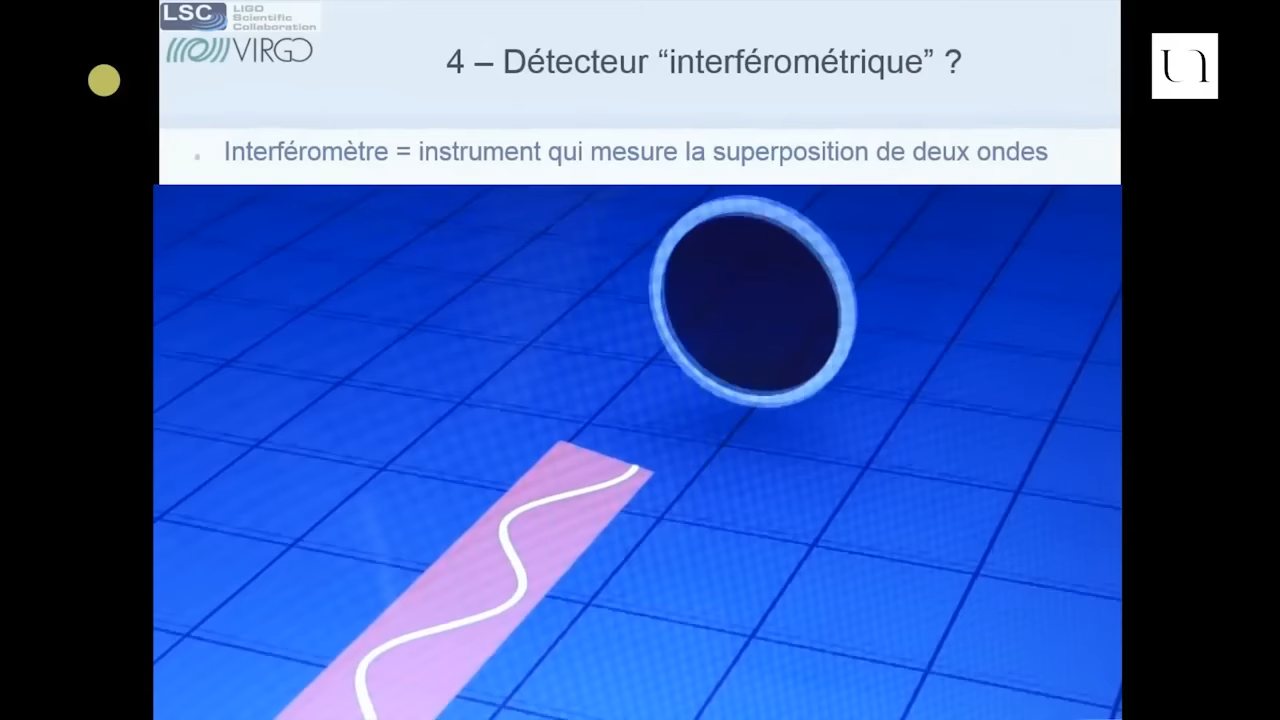 LSC
LIGO
Scientific
Collaboration
VIRGO
4 – Détecteur “interférométrique” ?
Interféromètre = instrument qui mesure la superposition de deux ondes